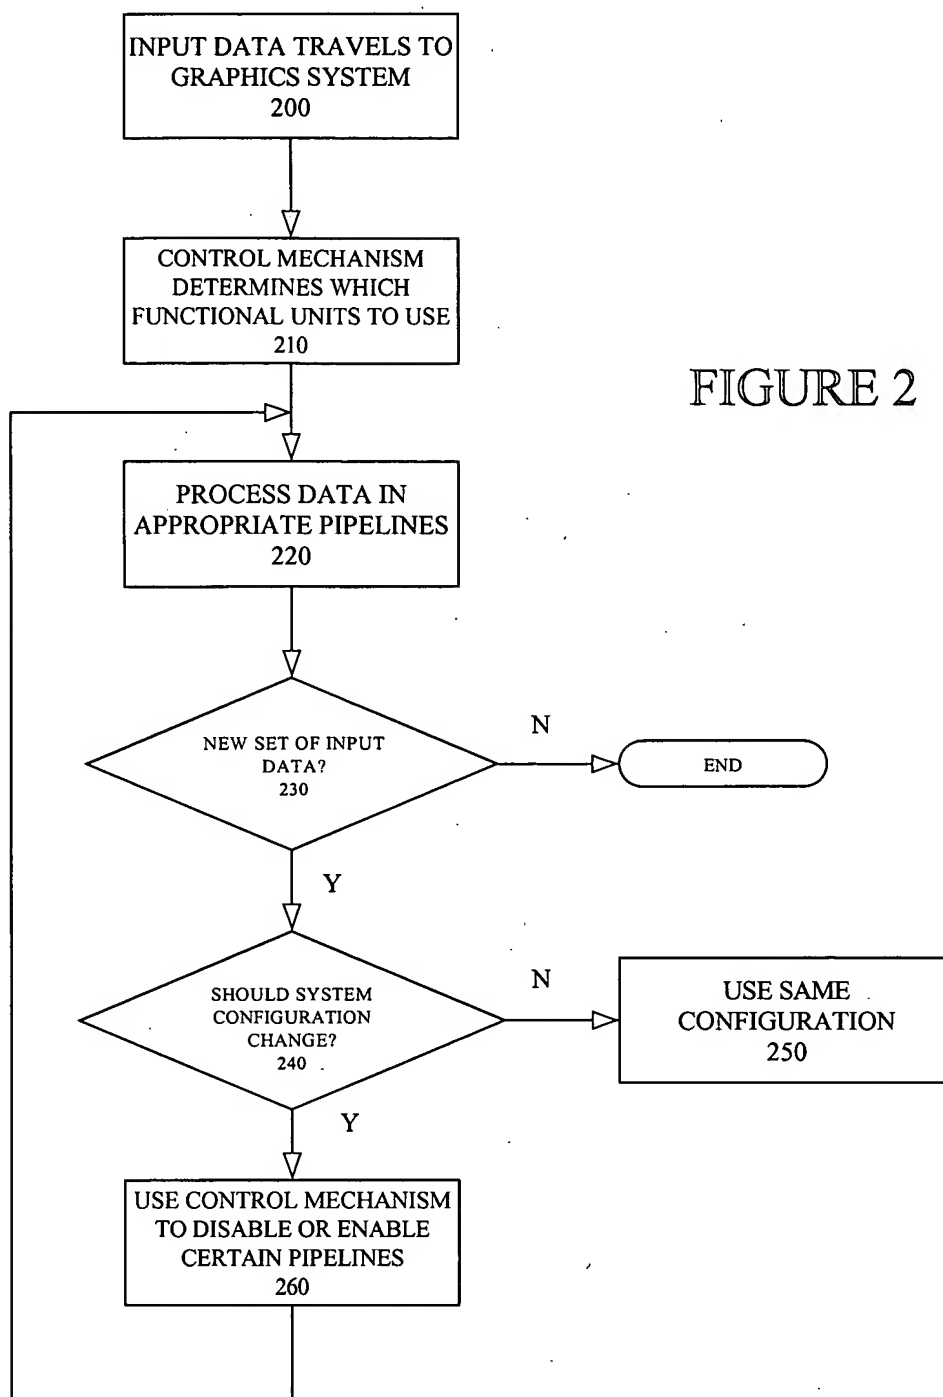 INPUT DATA TRAVELS TO
GRAPHICS SYSTEM
200
CONTROL MECHANISM
DETERMINES WHICH
FUNCTIONAL UNITS TO USE
210
FIGURE 2
PROCESS DATA IN
APPROPRIATE PIPELINES
220
NEW SET OF INPUT
DATA?
230
N
END
Y
SHOULD SYSTEM
CONFIGURATION
CHANGE?
240
N
USE SAME
CONFIGURATION
250
Y
USE CONTROL MECHANISM
TO DISABLE OR ENABLE
CERTAIN PIPELINES
260